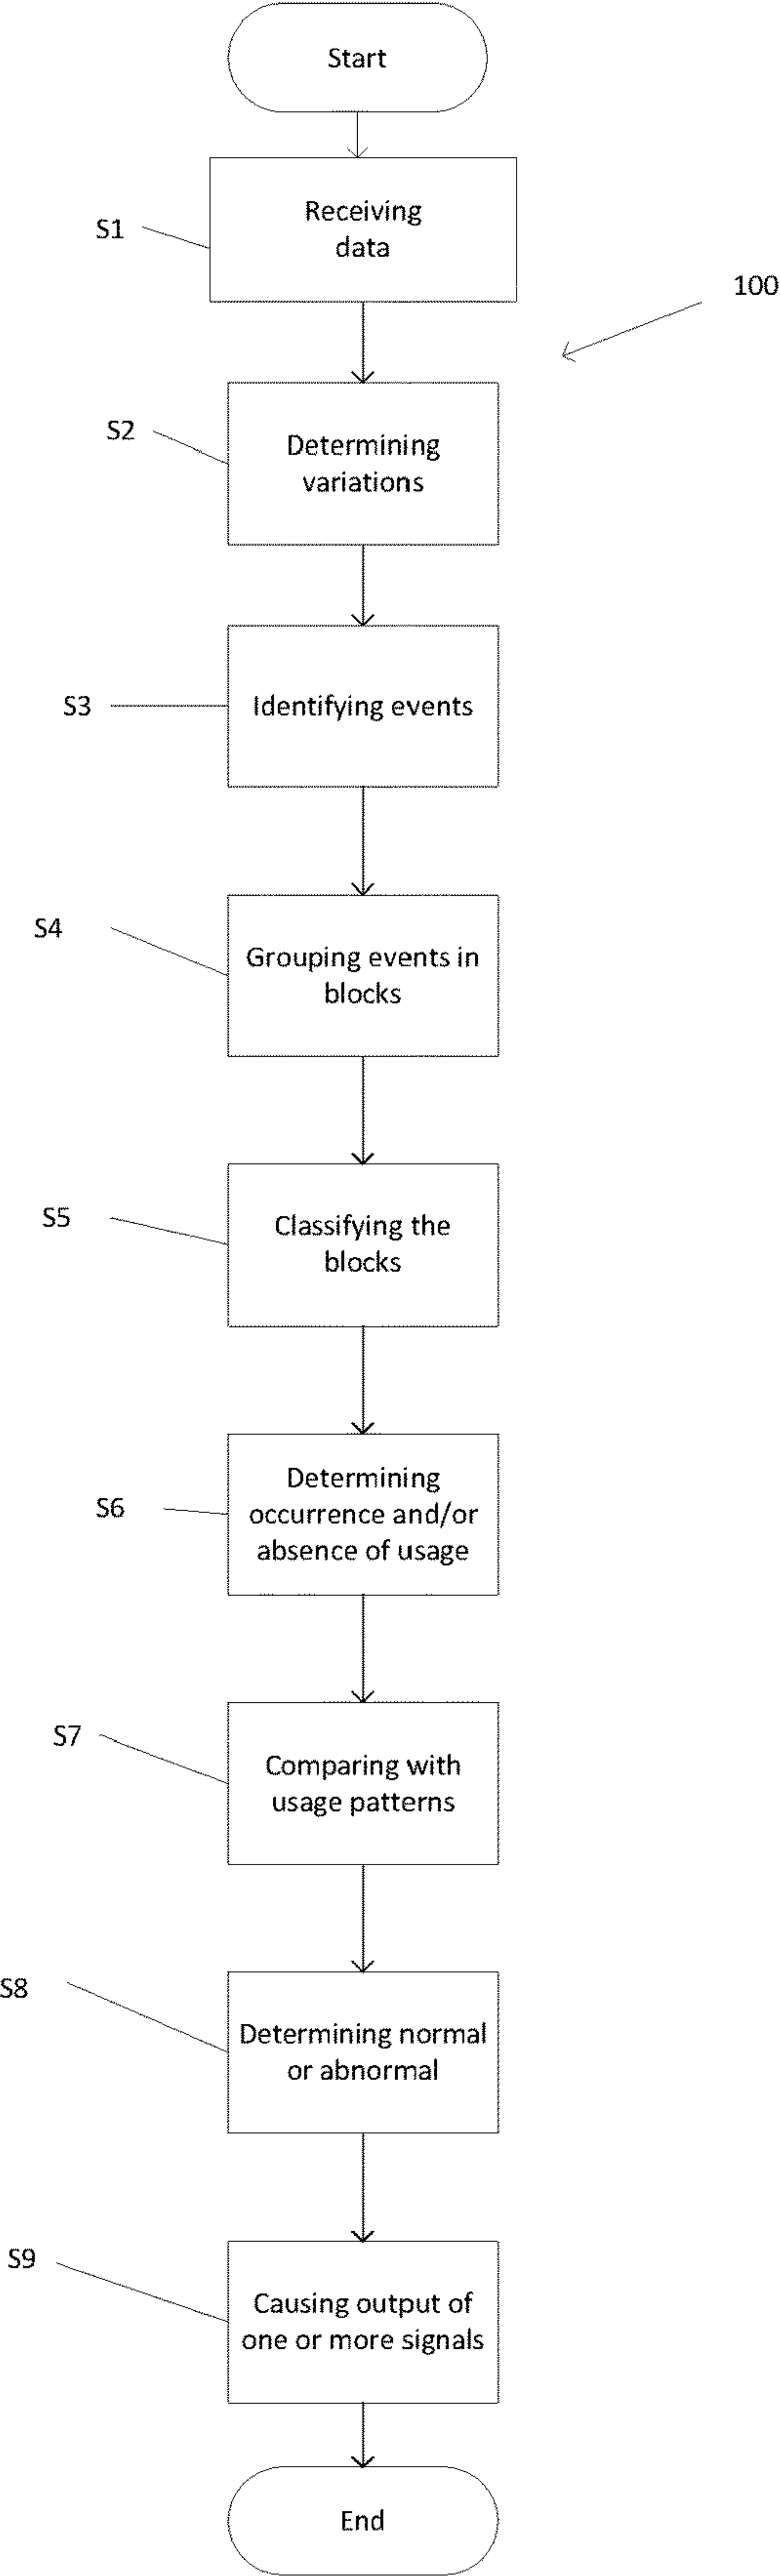 Start
S1
Receiving
data
100
S2
Determining
variations
S3
Identifying events
S4
Grouping events in
blocks
S5
Classifying the
blocks
S6
Determining
occurrence and/or
absence of usage
S7
Comparing with
usage patterns
S8
Determining normal
or abnormal
S9
Causing output of
one or more signals
End